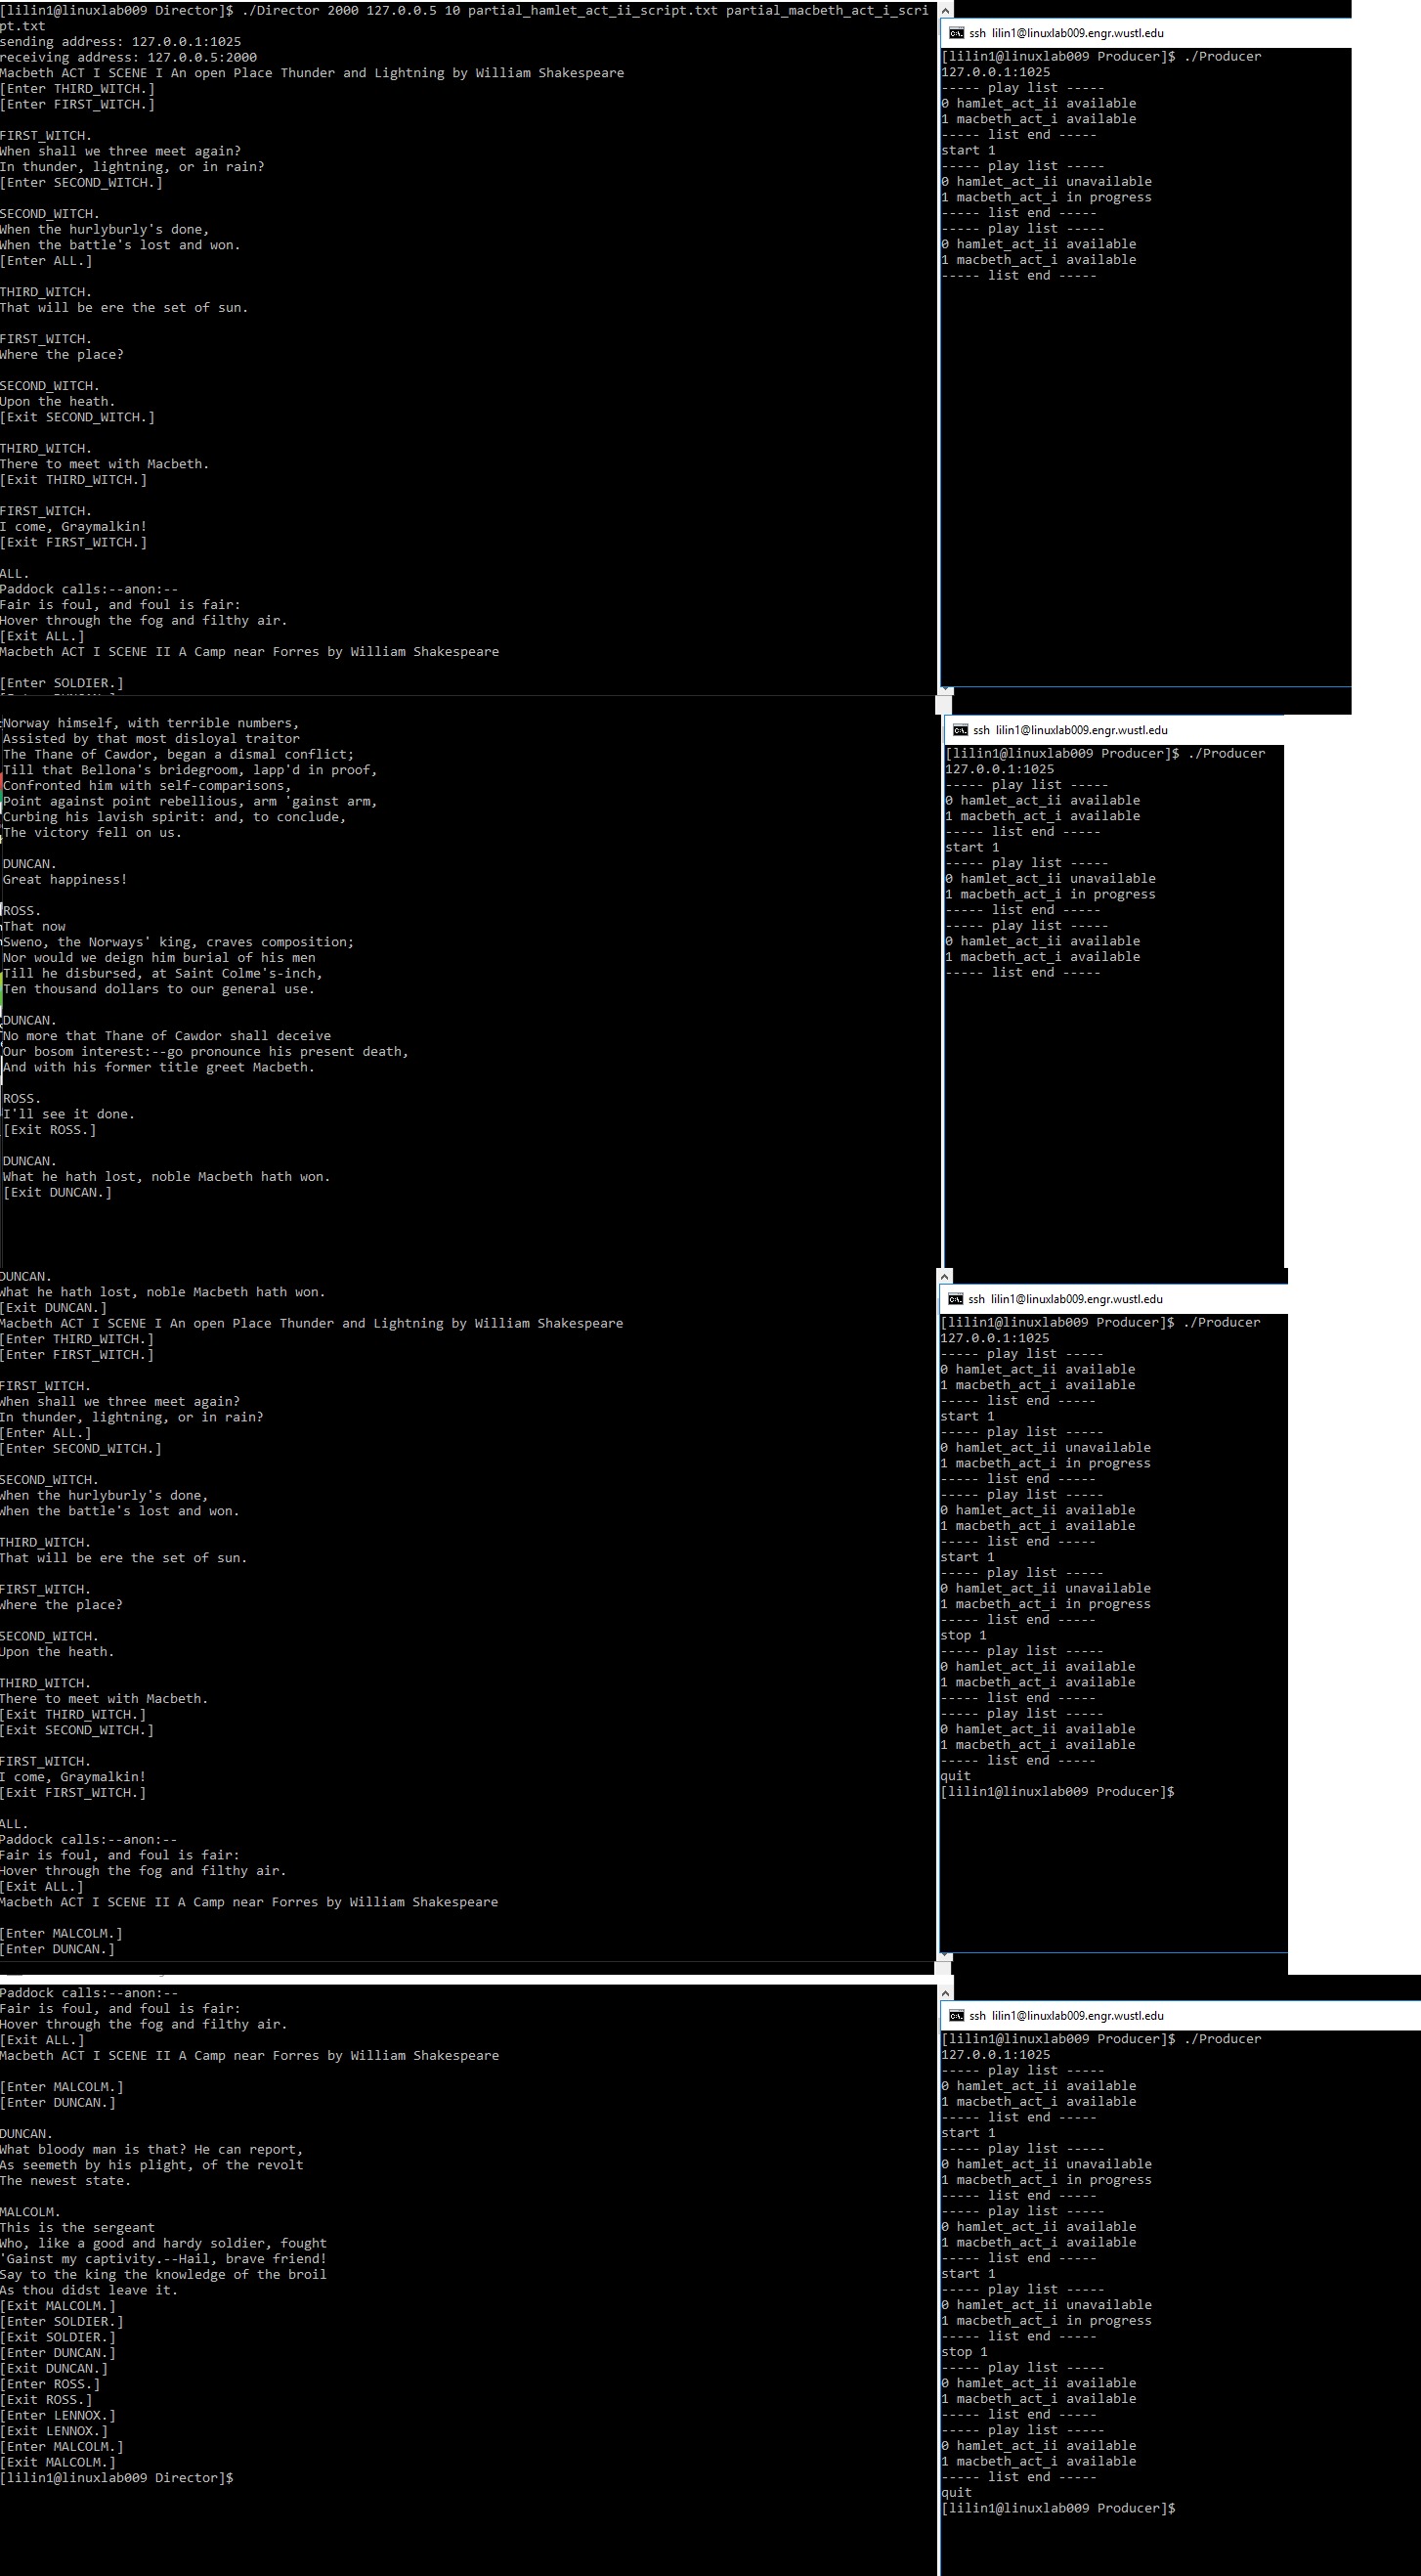 [lilin1@linuxlab009 Director]$ ./Director 2000 127.0.0.5 10 partial_hamlet_act_ii_script.txt partial_macbeth_act_i_scri
pt.txt
sending address: 127.0.0.1:1025
receiving address: 127.0.0.5:2000
Macbeth ACT I SCENE I An open Place Thunder and Lightning by William Shakespeare
[Enter THIRD_WITCH.]
[Enter FIRST_WITCH.]
FIRST_WITCH.
When shall we three meet again?
In thunder, lightning, or in rain?
[Enter SECOND_WITCH.]
SECOND_WITCH.
When the hurlyburly's done,
When the battle's lost and won.
[Enter ALL.]
THIRD_WITCH.
That will be ere the set of sun.
FIRST_WITCH.
Where the place?
SECOND_WITCH.
Upon the heath.
[Exit SECOND_WITCH.]
THIRD_WITCH.
There to meet with Macbeth.
[Exit THIRD_WITCH.]
FIRST_WITCH.
I come, Graymalkin!
[Exit FIRST_WITCH.]
ALL.
Paddock calls:--anon:--
Fair is foul, and foul is fair:
Hover through the fog and filthy air.
[Exit ALL.]
Macbeth ACT I SCENE II A Camp near Forres by William Shakespeare
[Enter SOLDIER.]
ssh lilin1@linuxlab009.engr.wustl.edu
[lilin1@linuxlab009 Producer]$ ./Producer
127.0.0.1:1025
----- play list -----
0 hamlet_act_ii available
1 macbeth_act_i available
----- list end -----
start 1
----- play list -----
0 hamlet_act_ii unavailable
1 macbeth_act_i in progress
----- list end -----
----- play list -----
0 hamlet_act_ii available
1 macbeth_act_i available
----- list end -----
Norway himself, with terrible numbers,
Assisted by that most disloyal traitor
The Thane of Cawdor, began a dismal conflict;
Till that Bellona's bridegroom, lapp'd in proof,
Confronted him with self-comparisons,
Point against point rebellious, arm 'gainst arm,
Curbing his lavish spirit: and, to conclude,
The victory fell on us.
DUNCAN.
Great happiness!
ROSS.
That now
Sweno, the Norways' king, craves composition;
Nor would we deign him burial of his men
Till he disbursed, at Saint Colme's-inch,
Ten thousand dollars to our general use.
DUNCAN.
No more that Thane of Cawdor shall deceive
Our bosom interest:--go pronounce his present death,
And with his former title greet Macbeth.
ROSS.
I'll see it done.
[Exit ROSS.]
DUNCAN.
What he hath lost, noble Macbeth hath won.
[Exit DUNCAN.]
ssh lilin1@linuxlab009.engr.wustl.edu
[lilin1@linuxlab009 Producer]$ ./Producer
127.0.0.1:1025
----- play list -----
0 hamlet_act_ii available
1 macbeth_act_i available
----- list end -----
start 1
----- play list -----
0 hamlet_act_ii unavailable
1 macbeth_act_i in progress
----- list end -----
----- play list -----
0 hamlet_act_ii available
1 macbeth_act_i available
----- list end -----
DUNCAN.
What he hath lost, noble Macbeth hath won.
[Exit DUNCAN.]
Macbeth ACT I SCENE I An open Place Thunder and Lightning by William Shakespeare
[Enter THIRD_WITCH.]
[Enter FIRST_WITCH.]
FIRST_WITCH.
When shall we three meet again?
In thunder, lightning, or in rain?
[Enter ALL.]
[Enter SECOND_WITCH.]
SECOND_WITCH.
When the hurlyburly's done,
When the battle's lost and won.
THIRD_WITCH.
That will be ere the set of sun.
FIRST_WITCH.
Where the place?
SECOND_WITCH.
Upon the heath.
THIRD_WITCH.
There to meet with Macbeth.
[Exit THIRD_WITCH.]
[Exit SECOND_WITCH.]
FIRST_WITCH.
I come, Graymalkin!
[Exit FIRST_WITCH.]
ALL.
Paddock calls:--anon:--
Fair is foul, and foul is fair:
Hover through the fog and filthy air.
[Exit ALL.]
Macbeth ACT I SCENE II A Camp near Forres by William Shakespeare
[Enter MALCOLM.]
[Enter DUNCAN.]
ssh lilin1@linuxlab009.engr.wustl.edu
[lilin1@linuxlab009 Producer]$ ./Producer
127.0.0.1:1025
----- play list -----
0 hamlet_act_ii available
1 macbeth_act_i available
----- list end -----
start 1
----- play list -----
0 hamlet_act_ii unavailable
1 macbeth_act_i in progress
----- list end -----
----- play list -----
0 hamlet_act_ii available
1 macbeth_act_i available
----- list end -----
start 1
----- play list -----
0 hamlet_act_ii unavailable
1 macbeth_act_i in progress
----- list end -----
stop 1
----- play list -----
0 hamlet_act_ii available
1 macbeth_act_i available
----- list end -----
----- play list -----
0 hamlet_act_ii available
1 macbeth_act_i available
----- list end -----
quit
[lilin1@linuxlab009 Producer]$
Paddock calls:--anon:--
Fair is foul, and foul is fair:
Hover through the fog and filthy air.
[Exit ALL.]
Macbeth ACT I SCENE II A Camp near Forres by William Shakespeare
[Enter MALCOLM.]
[Enter DUNCAN.]
DUNCAN.
What bloody man is that? He can report,
As seemeth by his plight, of the revolt
The newest state.
MALCOLM.
This is the sergeant
Who, like a good and hardy soldier, fought
'Gainst my captivity.--Hail, brave friend!
Say to the king the knowledge of the broil
As thou didst leave it.
[Exit MALCOLM.]
[Enter SOLDIER.]
[Exit SOLDIER.]
[Enter DUNCAN.]
[Exit DUNCAN.]
[Enter ROSS.]
[Exit ROSS.]
[Enter LENNOX.]
[Exit LENNOX.]
[Enter MALCOLM.]
[Exit MALCOLM.]
[lilin1@linuxlab009 Director]$
ssh lilin1@linuxlab009.engr.wustl.edu
[lilin1@linuxlab009 Producer]$ ./Producer
127.0.0.1:1025
----- play list -----
0 hamlet_act_ii available
1 macbeth_act_i available
----- list end -----
start 1
----- play list -----
0 hamlet_act_ii unavailable
1 macbeth_act_i in progress
----- list end -----
----- play list -----
0 hamlet_act_ii available
1 macbeth_act_i available
----- list end -----
start 1
----- play list -----
0 hamlet_act_ii unavailable
1 macbeth_act_i in progress
----- list end -----
stop 1
----- play list -----
0 hamlet_act_ii available
1 macbeth_act_i available
----- list end -----
----- play list -----
0 hamlet_act_ii available
1 macbeth_act_i available
----- list end -----
quit
[lilin1@linuxlab009 Producer]$